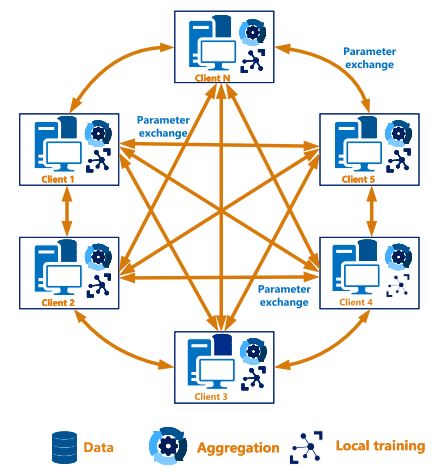 Client N
Parameter
exchange
Parameter
exchange
Client 1
Client 5
Client 2
Parameter
exchange
Client 4
Client 3
Data
Aggregation
Local training